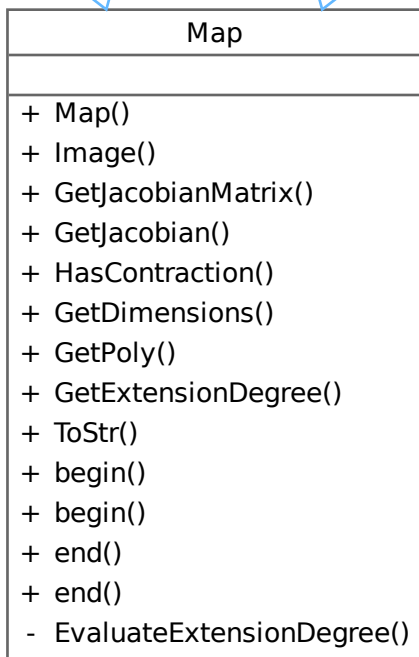 Map
+ Map()
+ Image()
+ GetJacobianMatrix()
+ GetJacobian()
+ HasContraction()
+ GetDimensions()
+ GetPoly()
+ GetExtensionDegree()
+ ToStr()
+ begin()
+ begin()
+ end()
+ end()
- EvaluateExtensionDegree()